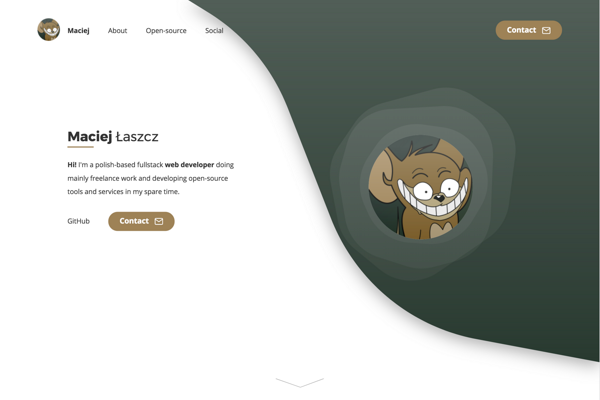 Maciej
About
Open-source
Social
Contact
Maciej Łaszcz
Hi! I'm a polish-based fullstack web developer doing
mainly freelance work and developing open-source
tools and services in my spare time.
GitHub
Contact